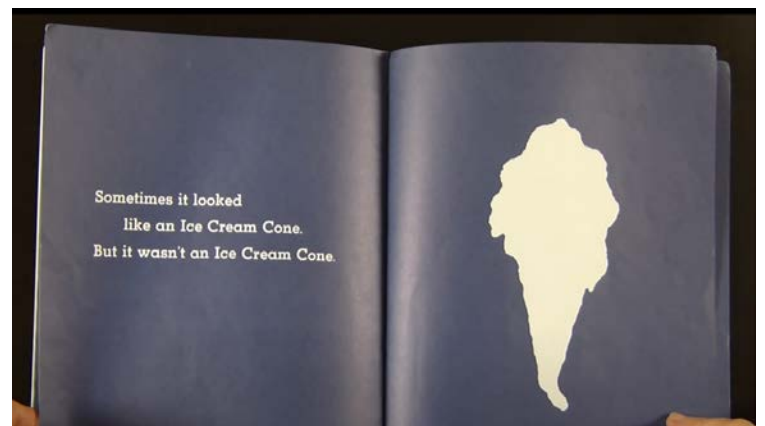 Sometimes it looked
like an Ice Cream Cone.
But it wasn't an Ice Cream Cone.